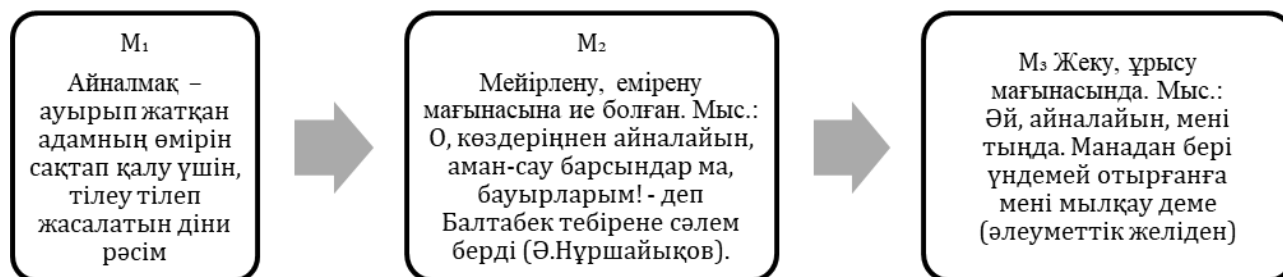 М₁
Айналмақ –
ауырып жатқан
адамның өмірін
сақтап қалу үшін,
тілеу тілеп
жасалатын діни
рәсім
М₂
Мейірлену, емірену
мағынасына ие болған. Мыс.:
О, көздеріңнен айналайын,
аман-сау барсындар ма,
бауырларым! - деп
Балтабек тебірене сәлем
берді (Ә.Нұршайықов).
М₃ Жеку, ұрысу
мағынасында. Мыс.:
Әй, айналайын, мені
тыңда. Манадан бері
үндемей отырғанға
мені мылқау деме
(әлеуметтік желіден)